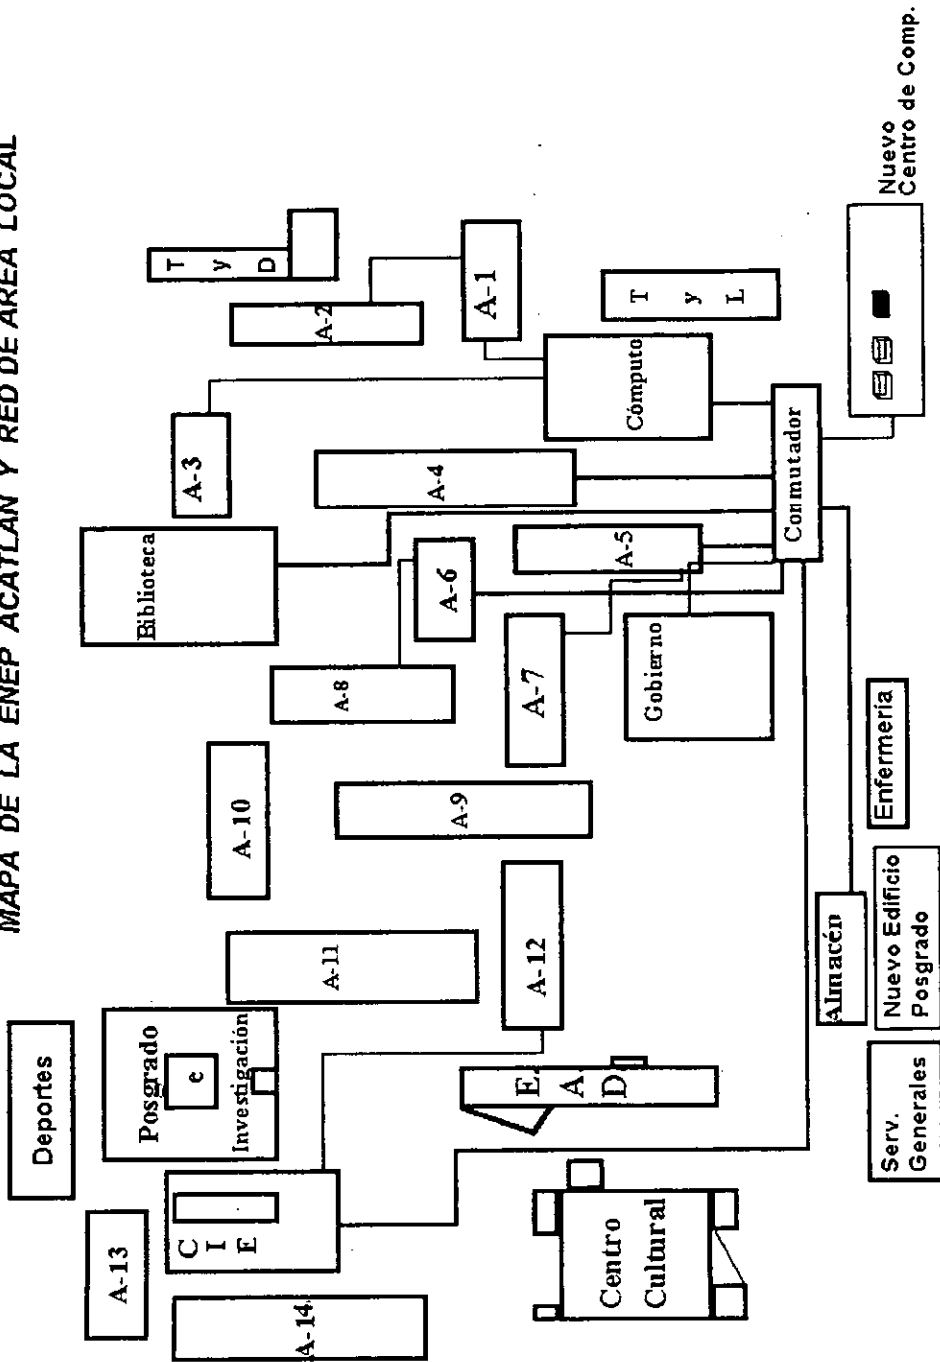 MAPA DE LA ENEP ACATLAN Y RED DE AREA LOCAL
Deportes
A-13
A-14
C
I
E
Posgrado
e
Investigación
A-11
A-10
A-8
Biblioteca
A-3
A-2
T
y
D
A-1
A-4
A-6
A-9
A-12
A-7
A-5
E
A
D
Centro
Cultural
Gobierno
Cómputo
T
y
L
Conmutador
Nuevo
Centro de Comp.
Almacén
Enfermería
Nuevo Edificio
Posgrado
Serv.
Generales